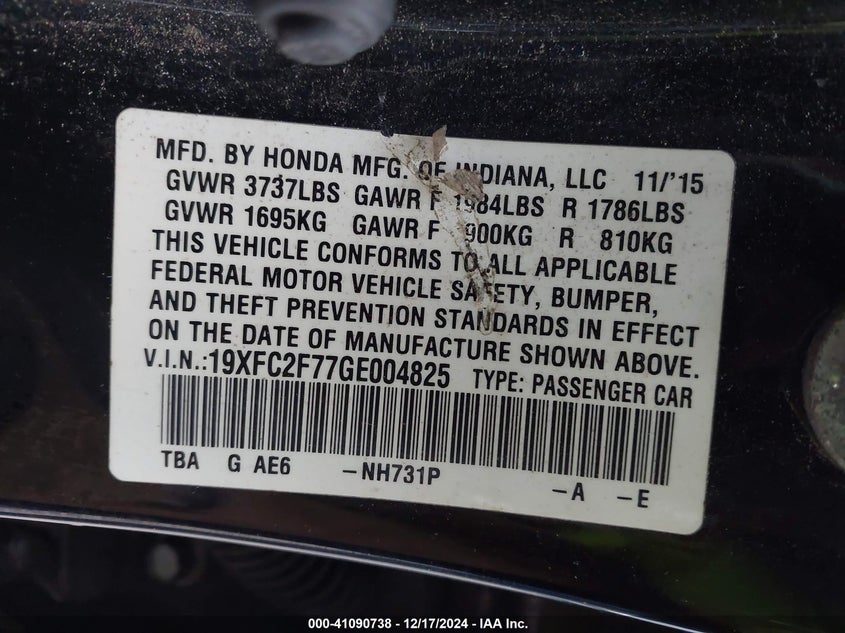 MFD. BY HONDA MFG. OF INDIANA, LLC 11/'15
GVWR 3737LBS GAWR F 1984LBS R 1786LBS
GVWR 1695KG GAWR F 900KG R 810KG
THIS VEHICLE CONFORMS TO ALL APPLICABLE
FEDERAL MOTOR VEHICLE SAFETY, BUMPER,
AND THEFT PREVENTION STANDARDS IN EFFECT
ON THE DATE OF MANUFACTURE SHOWN ABOVE.
V.I.N.:19XFC2F77GE004825 TYPE: PASSENGER CAR
TBA G AE6 -NH731P -A -E
000-41090738 - 12/17/2024 - IAA Inc.